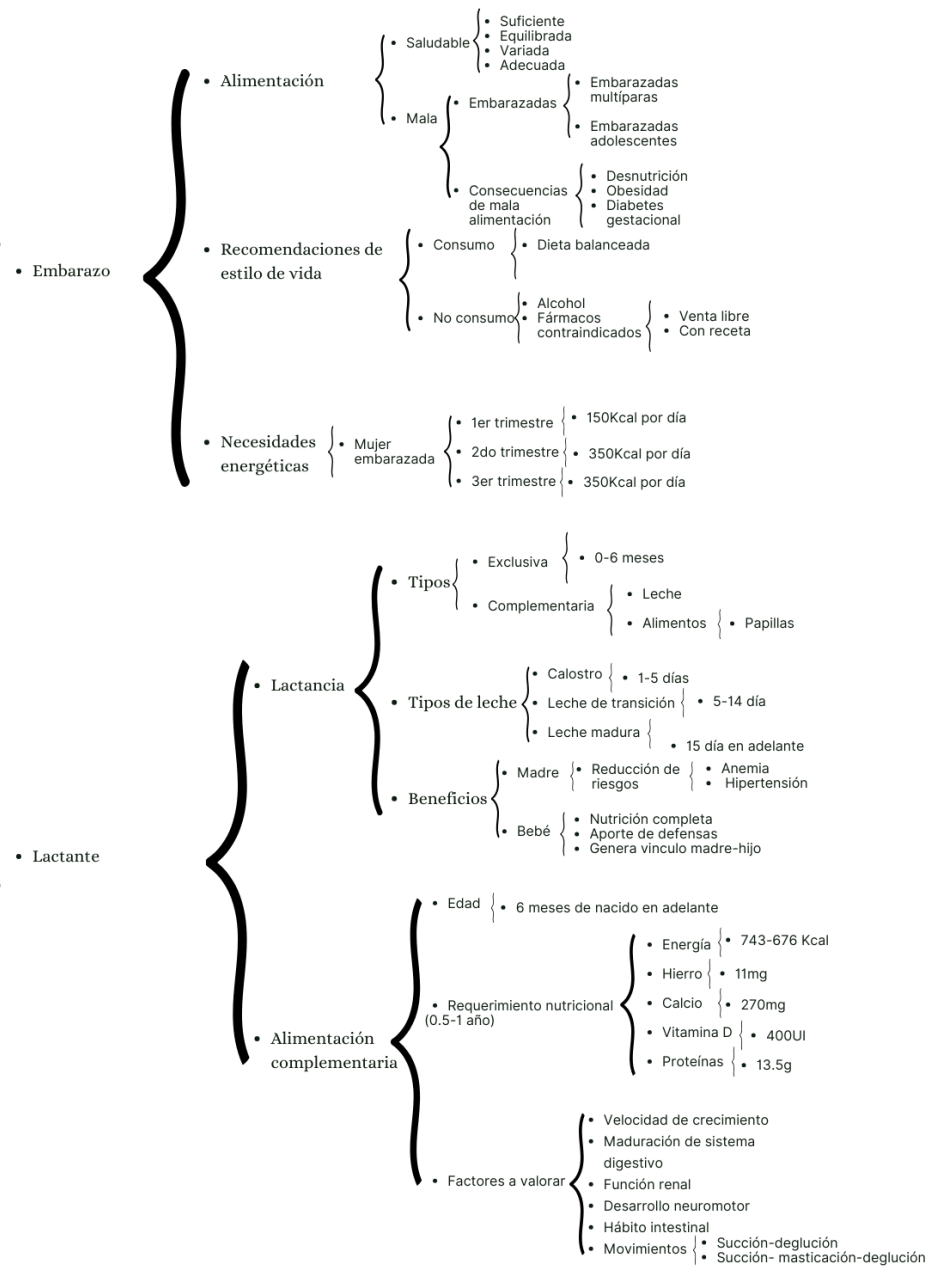 • Embarazo
• Alimentación
• Saludable
• Suficiente
• Equilibrada
• Variada
• Adecuada
• Mala
• Embarazadas
• Embarazadas
multíparas
• Embarazadas
adolescentes
• Consecuencias
de mala
alimentación
• Desnutrición
• Obesidad
• Diabetes
gestacional
• Recomendaciones de
estilo de vida
• Consumo
• Dieta balanceada
• No consumo
• Alcohol
• Fármacos
contraindicados
• Venta libre
• Con receta
• Necesidades
energéticas
• Mujer
embarazada
• 1er trimestre
• 150Kcal por día
• 2do trimestre
• 350Kcal por día
• 3er trimestre
• 350Kcal por día
• Lactante
• Lactancia
• Tipos
• Exclusiva
• 0-6 meses
• Complementaria
• Leche
• Alimentos
• Papillas
• Tipos de leche
• Calostro
• 1-5 días
• Leche de transición
• 5-14 día
• Leche madura
• 15 día en adelante
• Beneficios
• Madre
• Reducción de
riesgos
• Anemia
• Hipertensión
• Bebé
• Nutrición completa
• Aporte de defensas
• Genera vinculo madre-hijo
• Alimentación
complementaria
• Edad
• 6 meses de nacido en adelante
• Requerimiento nutricional
(0.5-1 año)
• Energía
• 743-676 Kcal
• Hierro
• 11mg
• Calcio
• 270mg
• Vitamina D
• 400UI
• Proteínas
• 13.5g
• Factores a valorar
• Velocidad de crecimiento
• Maduración de sistema
digestivo
• Función renal
• Desarrollo neuromotor
• Hábito intestinal
• Movimientos
• Succión-deglución
• Succión- masticación-deglución